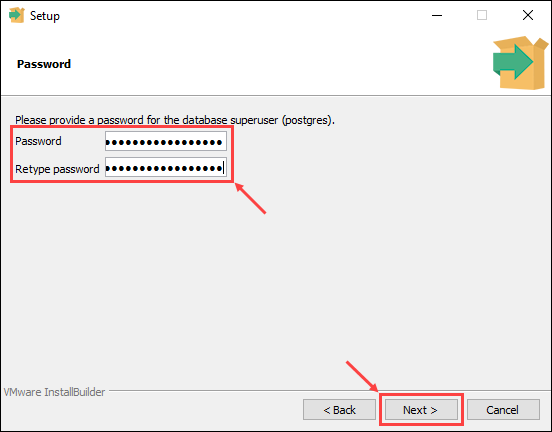 Setup
Password
Please provide a password for the database superuser (postgres).
Password
Retype password
VMware InstallBuilder
< Back
Next >
Cancel